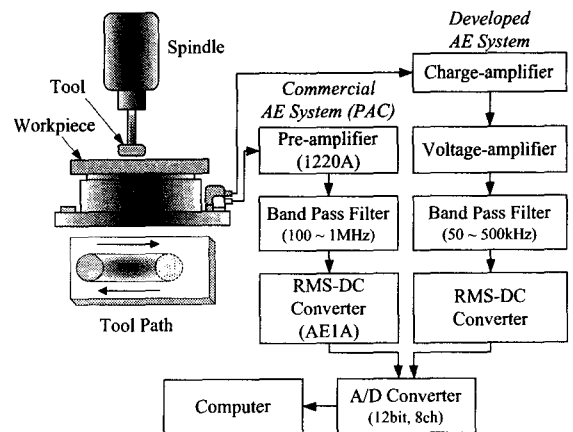 Developed
AE System
Spindle
Charge-amplifier
Commercial
AE System (PAC)
Tool
Workpiece
Pre-amplifier
(1220A)
Voltage-amplifier
Band Pass Filter
(100 ~ 1MHz)
Band Pass Filter
(50 ~ 500kHz)
RMS-DC
Converter
(AE1A)
RMS-DC
Converter
Tool Path
A/D Converter
(12bit, 8ch)
Computer